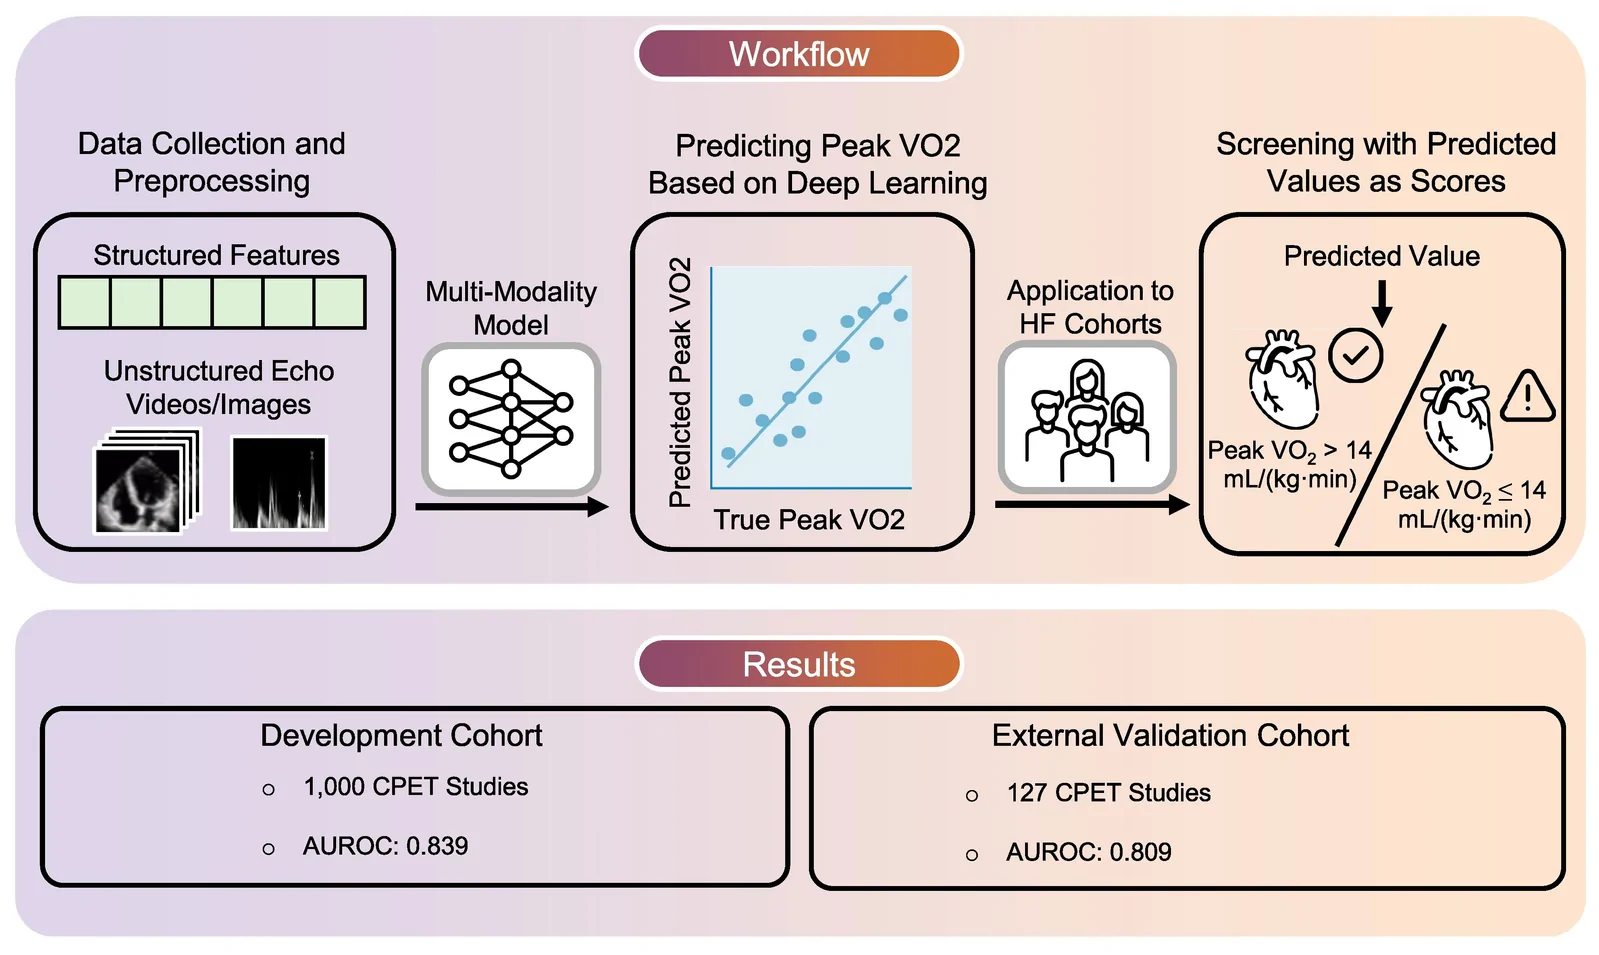 Workflow
Data Collection and
Preprocessing
Structured Features
Unstructured Echo
Videos/Images
Multi-Modality
Model
Predicting Peak VO2
Based on Deep Learning
Predicted Peak VO2
True Peak VO2
Application to
HF Cohorts
Screening with Predicted
Values as Scores
Predicted Value
Peak VO₂ > 14
mL/(kg·min)
Peak VO₂ ≤ 14
mL/(kg·min)
Results
Development Cohort
○ 1,000 CPET Studies
○ AUROC: 0.839
External Validation Cohort
○ 127 CPET Studies
○ AUROC: 0.809